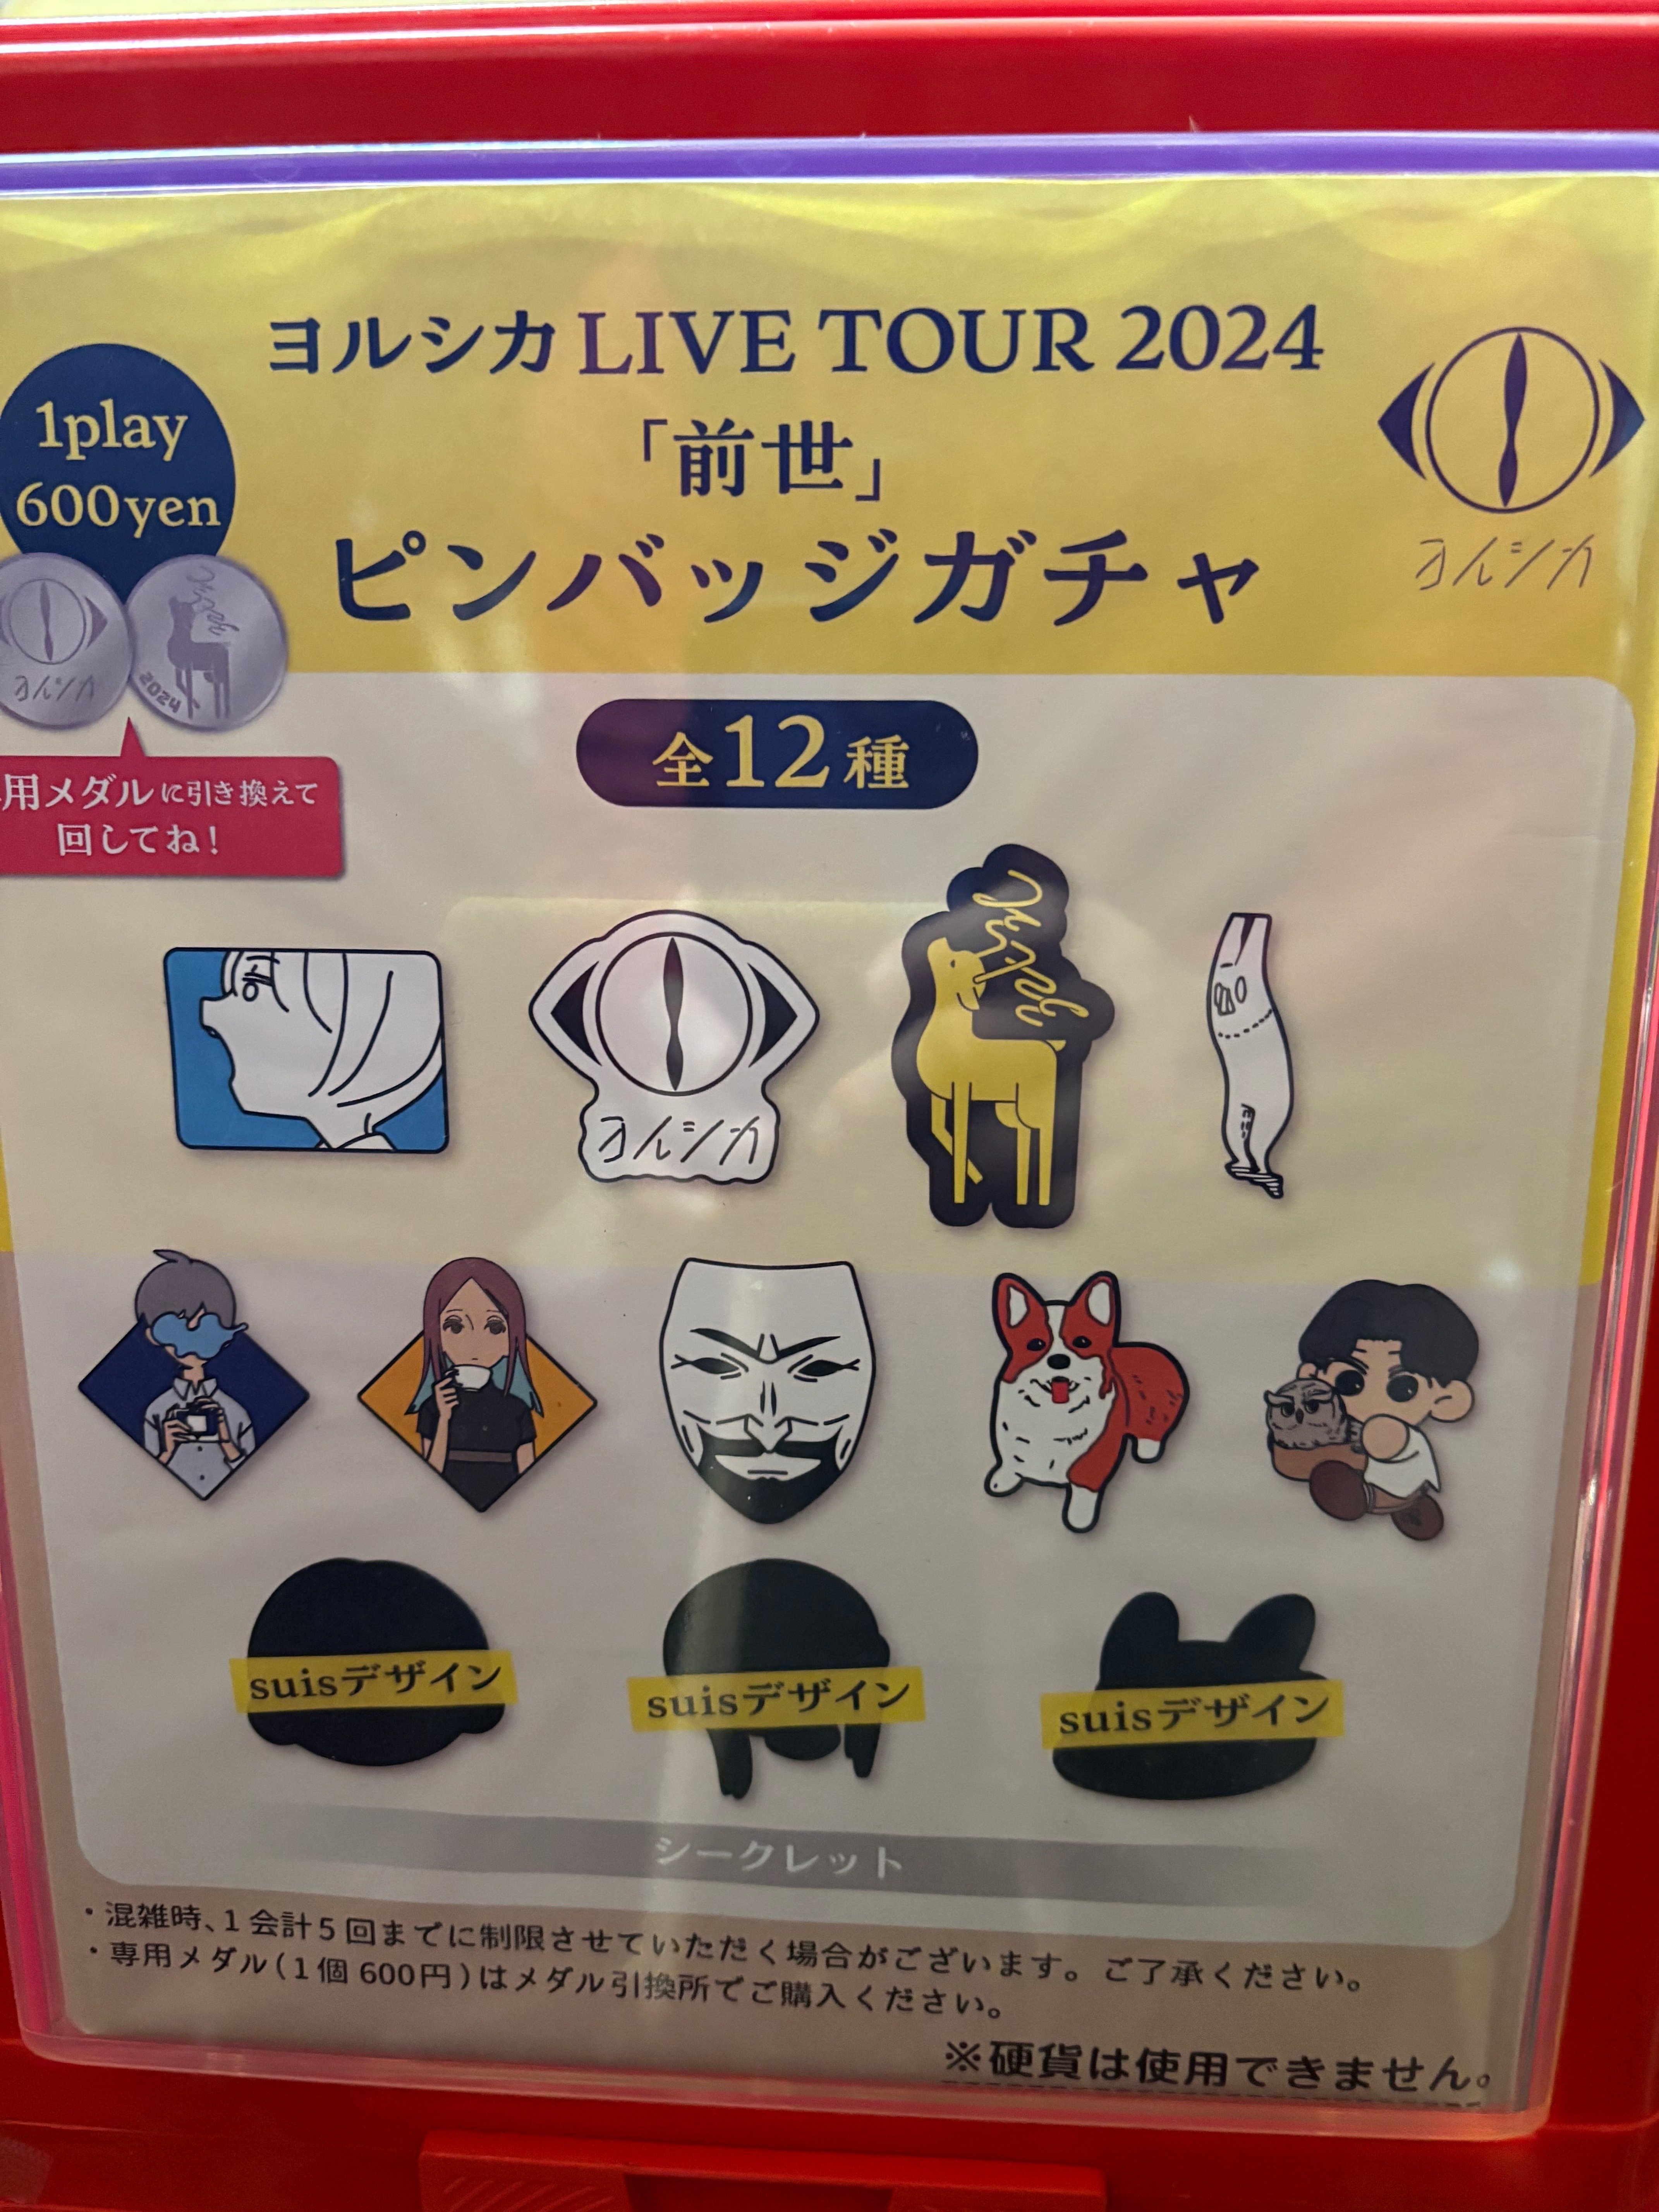 ヨルシカ LIVE TOUR 2024
「前世」
ピンバッジガチャ
1play
600yen
ヨルシカ
ヨルシカ
2024
用メダルに引き換えて
回してね!
全12種
ヨルシカ
suisデザイン
suisデザイン
suisデザイン
シークレット
・混雑時、1会計5回までに制限させていただく場合がございます。ご了承ください。
・専用メダル(1個600円)はメダル引換所でご購入ください。
※硬貨は使用できません。